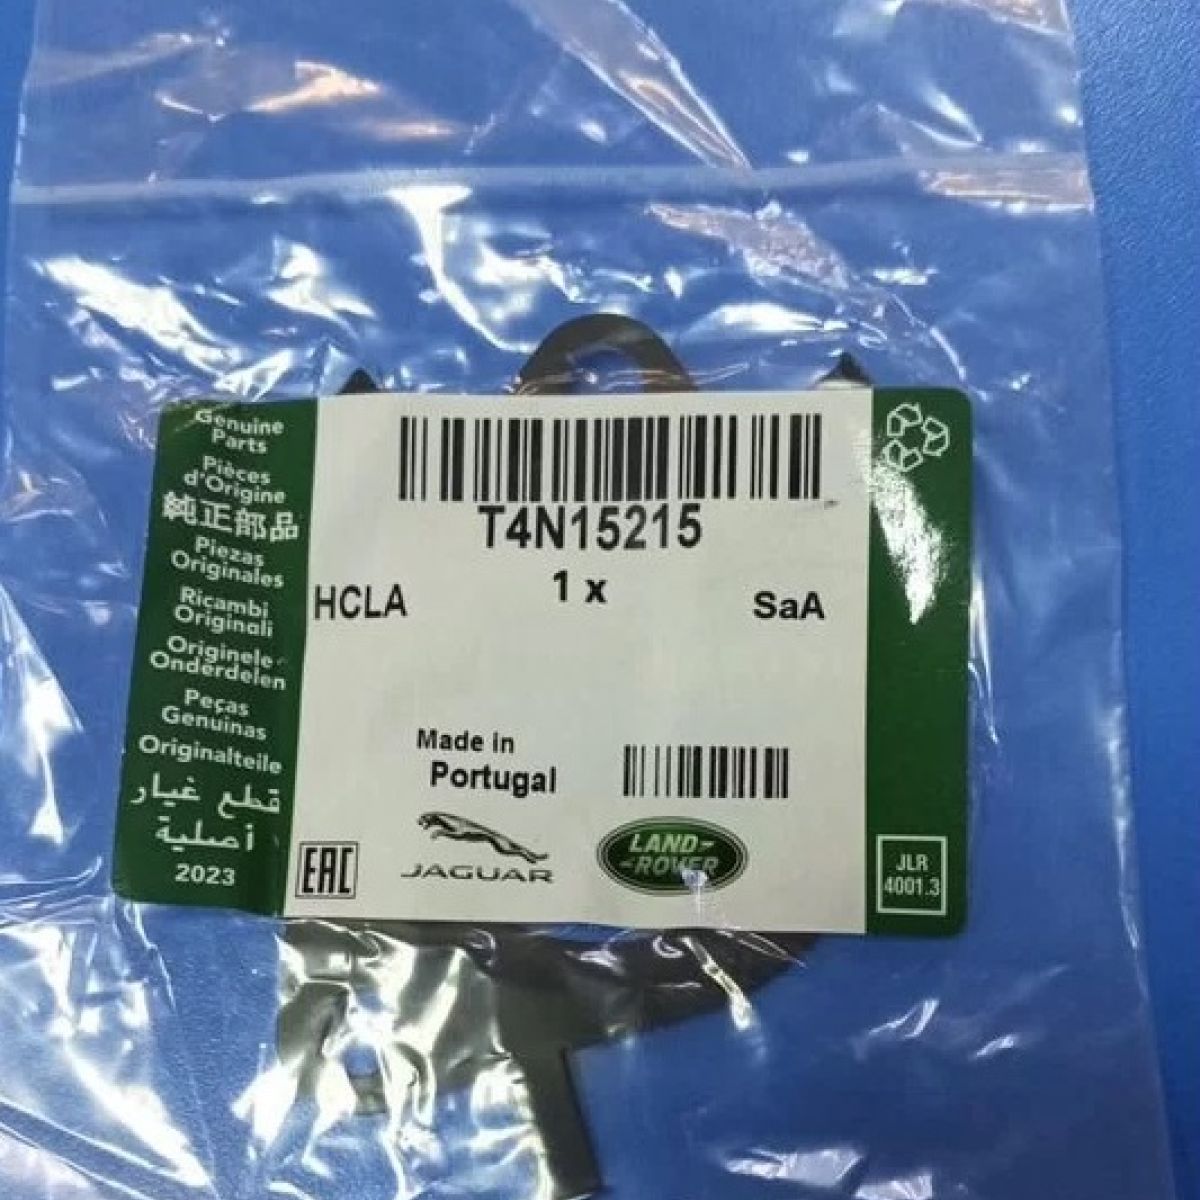 Genuine
Parts
Pièces
d'Origine
純正部品
Piezas
Originales
Ricambi
Originali
Originele
Onderdelen
Peças
Genuinas
Originalteile
قطع غيار
أصلية
2023
T4N15215
1 x
HCLA
SaA
Made in
Portugal
EAC
JAGUAR
LAND-
-ROVER
JLR
4001.3